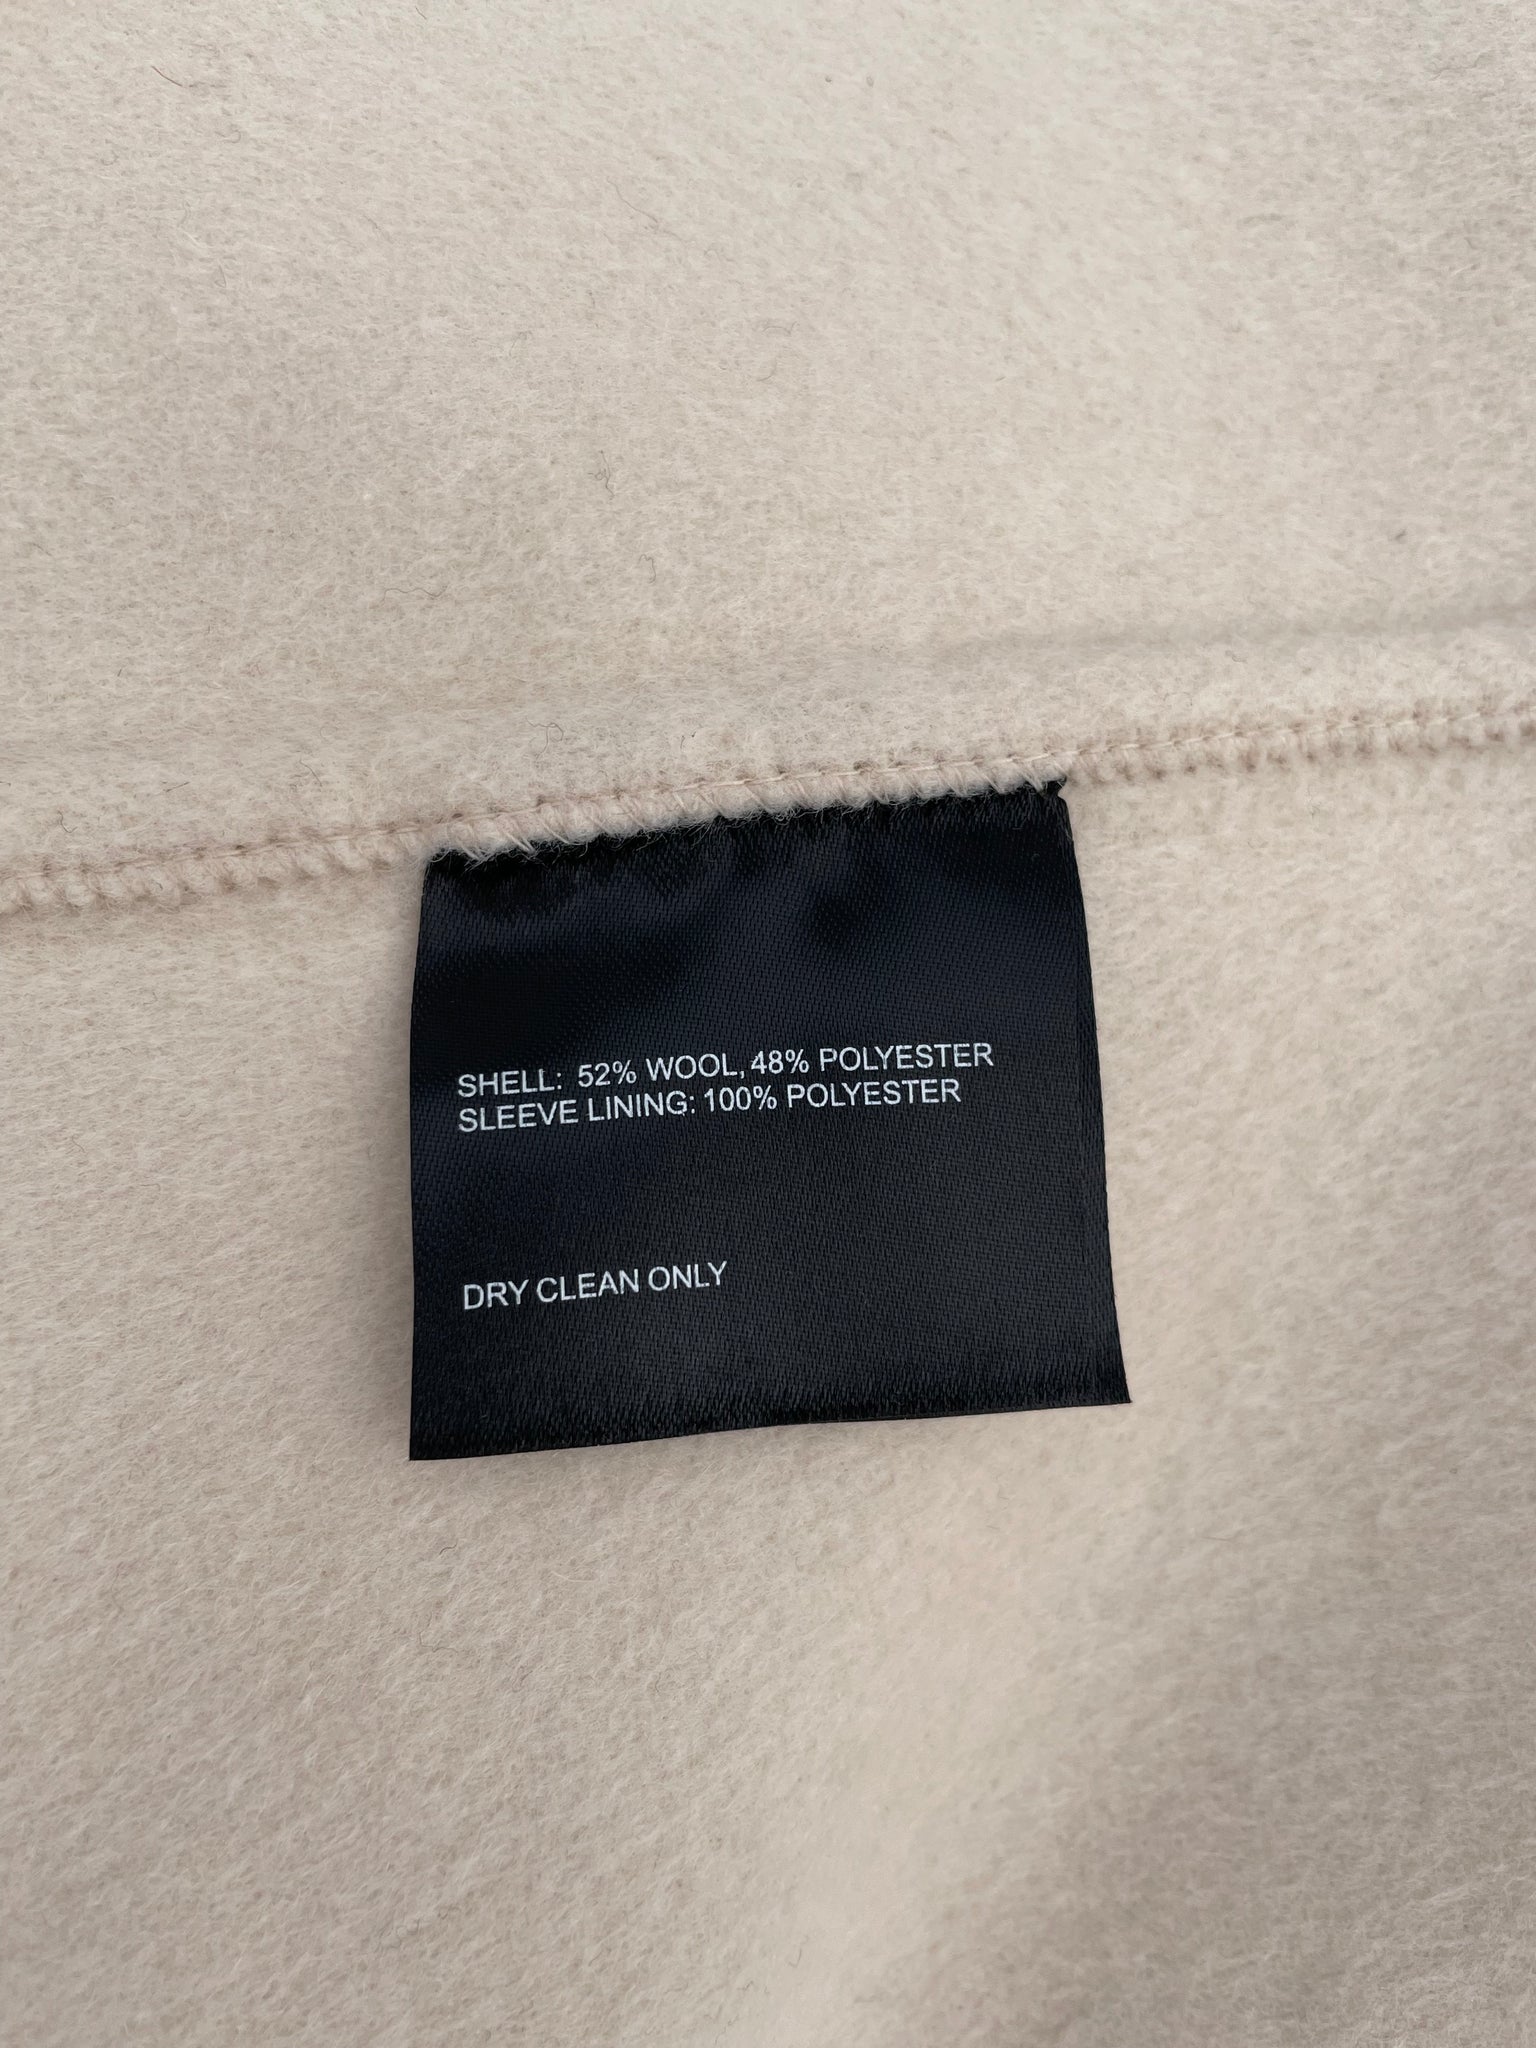 SHELL: 52% WOOL, 48% POLYESTER
SLEEVE LINING: 100% POLYESTER
DRY CLEAN ONLY